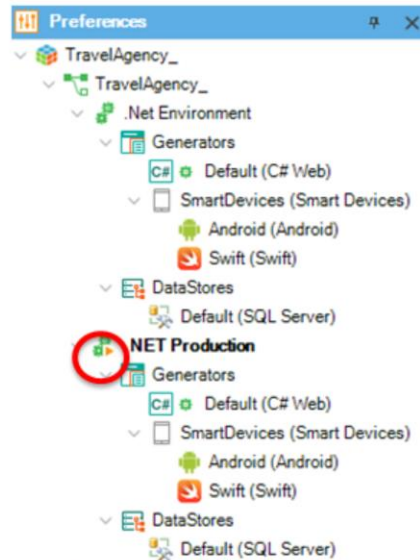 Preferences
TravelAgency_
TravelAgency_
.Net Environment
Generators
C# Default (C# Web)
SmartDevices (Smart Devices)
Android (Android)
Swift (Swift)
DataStores
Default (SQL Server)
NET Production
Generators
C# Default (C# Web)
SmartDevices (Smart Devices)
Android (Android)
Swift (Swift)
DataStores
Default (SQL Server)